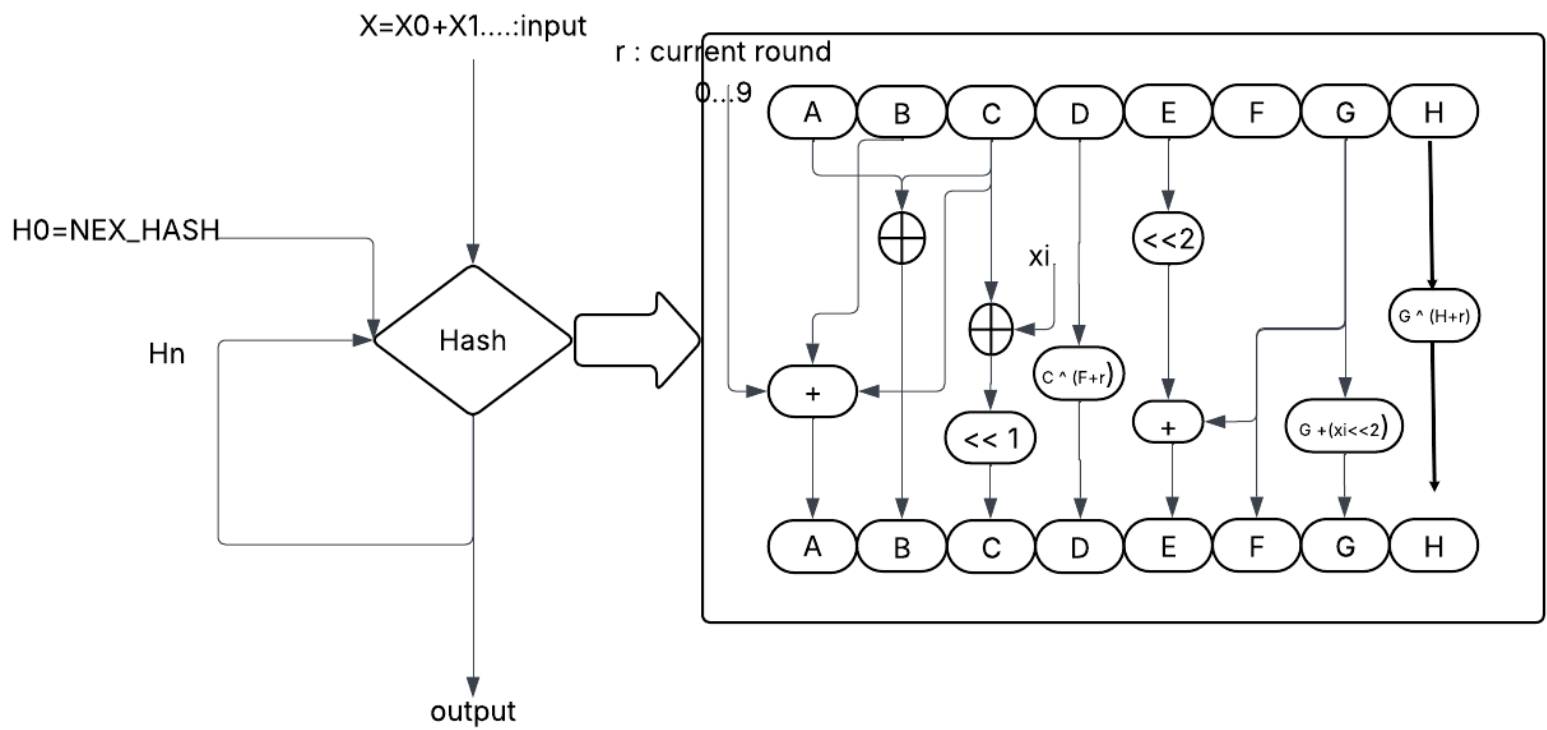 X=X0+X1....:input
r : current round
0...9
A B C D E F G H
H0=NEX_HASH
<<2
xi
G ^ (H+r)
Hn
Hash
C ^ (F+r)
+
+
G +(xi<<2)
<< 1
A B C D E F G H
output